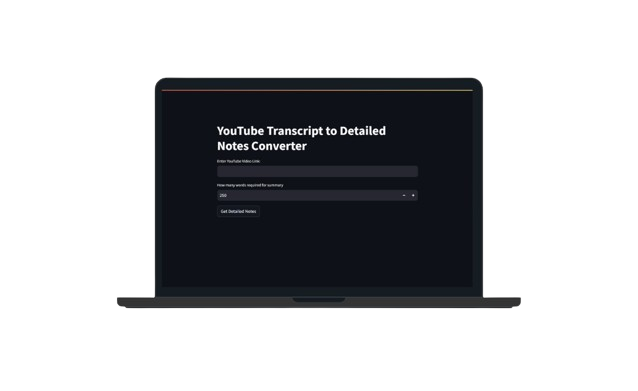 YouTube Transcript to Detailed
Notes Converter
Enter YouTube Video Link:
How many words required for summary
250
- +
Get Detailed Notes